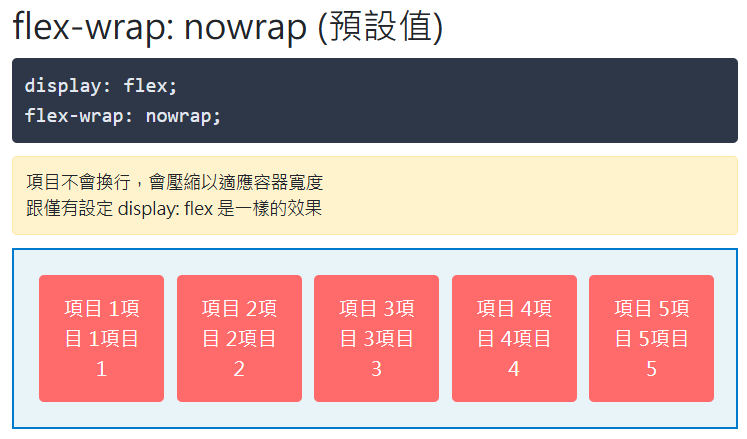 flex-wrap: nowrap (預設值)
display: flex;
flex-wrap: nowrap;
項目不會換行，會壓縮以適應容器寬度
跟僅有設定 display: flex 是一樣的效果
項目 1項
目 1項目
1
項目 2項
目 2項目
2
項目 3項
目 3項目
3
項目 4項
目 4項目
4
項目 5項
目 5項目
5